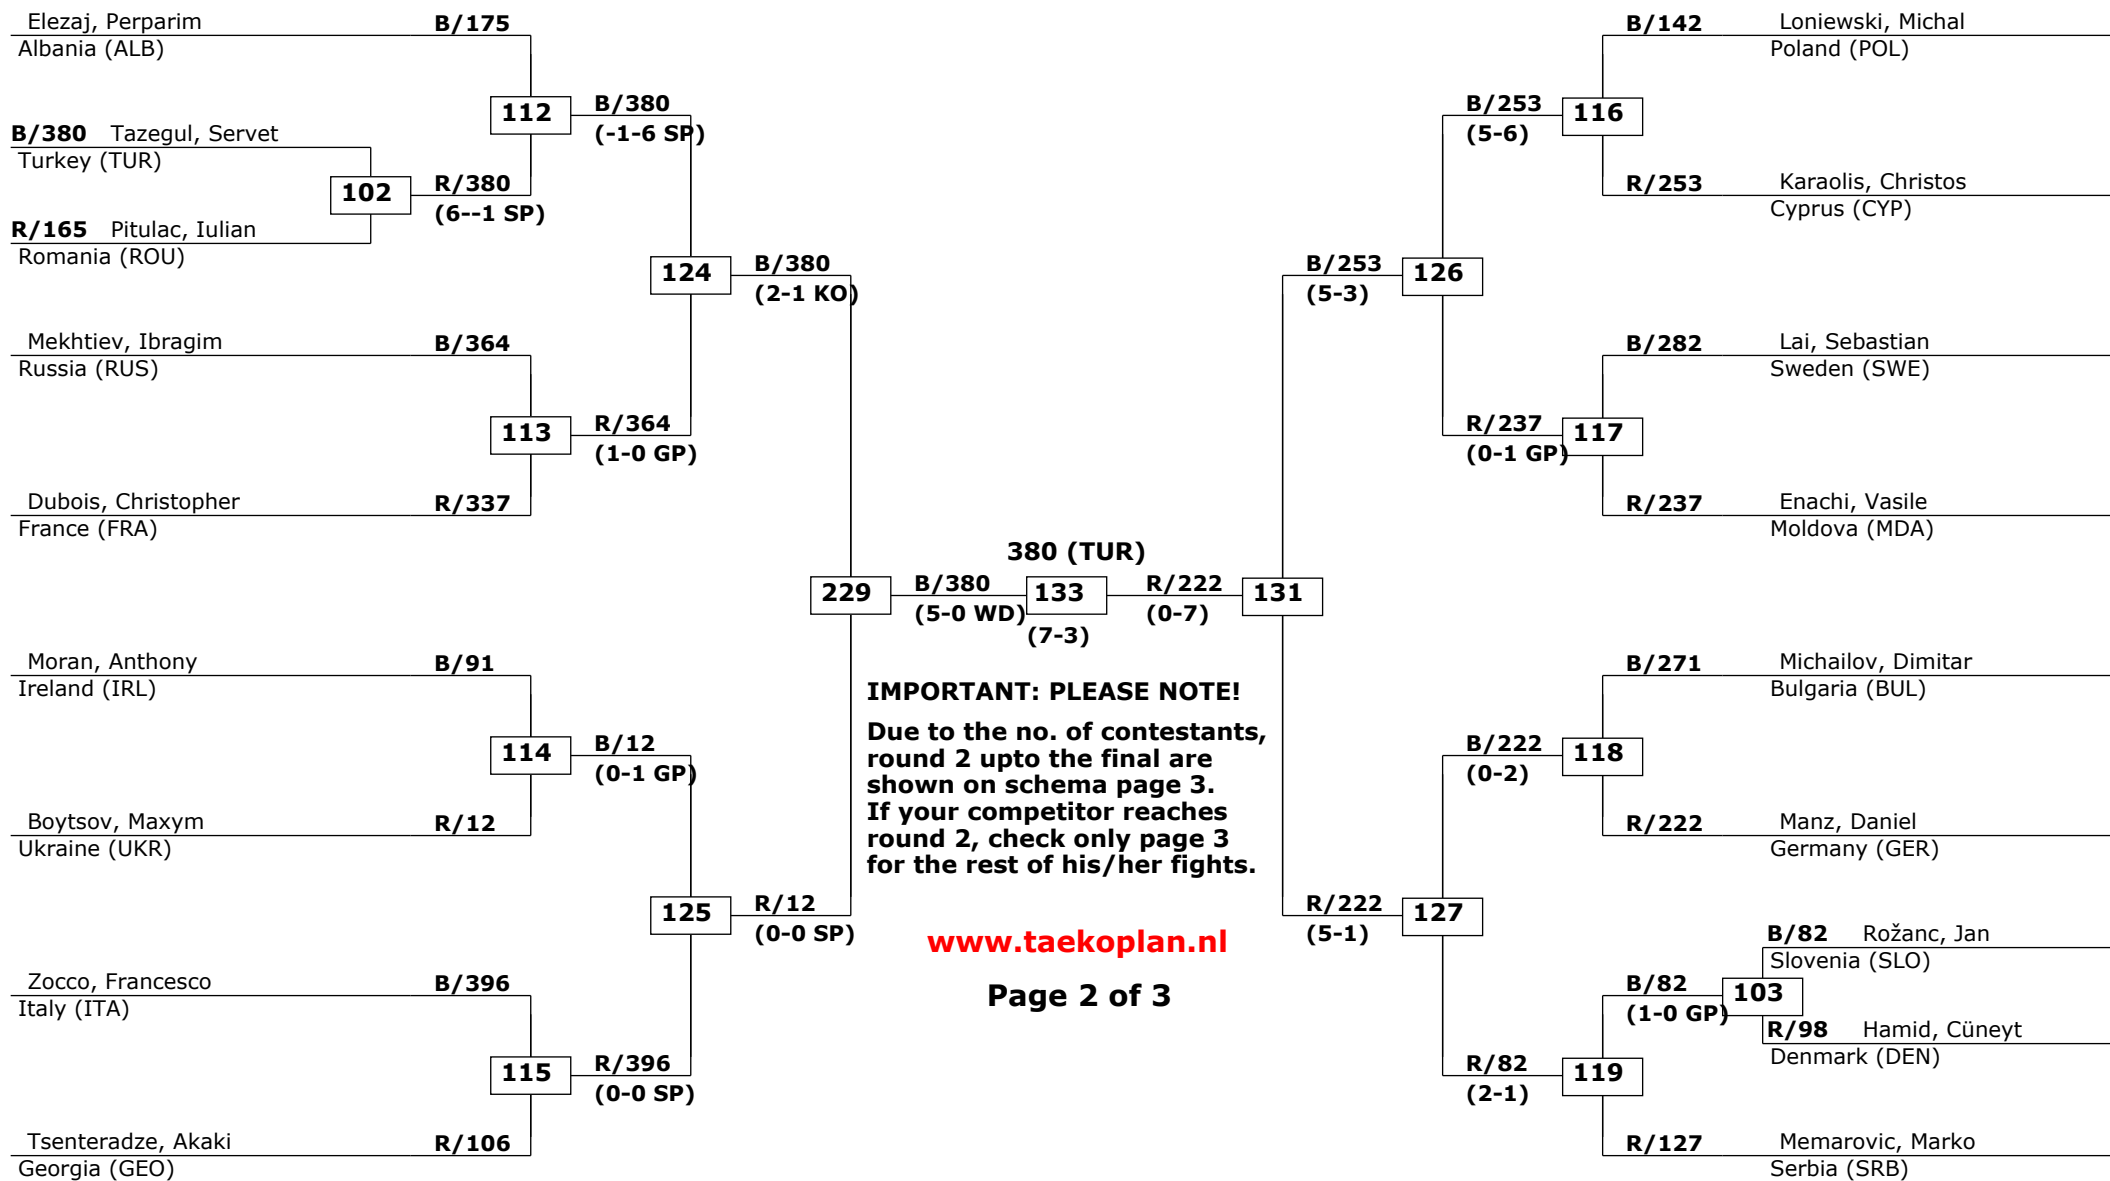 Elezaj, Perparim B/175
Albania (ALB)
112
B/380
(-1-6 SP)
B/380 Tazegul, Servet
Turkey (TUR)
102
R/380
(6--1 SP)
R/165 Pitulac, Iulian
Romania (ROU)
124
B/380
(2-1 KO)
Mekhtiev, Ibragim B/364
Russia (RUS)
113
R/364
(1-0 GP)
Dubois, Christopher R/337
France (FRA)
229
B/380
(5-0 WD)
Moran, Anthony B/91
Ireland (IRL)
114
B/12
(0-1 GP)
Boytsov, Maxym R/12
Ukraine (UKR)
125
R/12
(0-0 SP)
Zocco, Francesco B/396
Italy (ITA)
115
R/396
(0-0 SP)
Tsenteradze, Akaki R/106
Georgia (GEO)
380 (TUR)
133
(7-3)
IMPORTANT: PLEASE NOTE!
Due to the no. of contestants,
round 2 upto the final are
shown on schema page 3.
If your competitor reaches
round 2, check only page 3
for the rest of his/her fights.
www.taekoplan.nl
Page 2 of 3
R/222
(0-7)
131
B/142 Loniewski, Michal
Poland (POL)
B/253
(5-6)
116
R/253 Karaolis, Christos
Cyprus (CYP)
B/253
(5-3)
126
B/282 Lai, Sebastian
Sweden (SWE)
R/237
(0-1 GP)
117
R/237 Enachi, Vasile
Moldova (MDA)
B/271 Michailov, Dimitar
Bulgaria (BUL)
B/222
(0-2)
118
R/222 Manz, Daniel
Germany (GER)
R/222
(5-1)
127
B/82 Rožanc, Jan
Slovenia (SLO)
B/82
(1-0 GP)
103
R/98 Hamid, Cüneyt
Denmark (DEN)
R/82
(2-1)
119
R/127 Memarovic, Marko
Serbia (SRB)